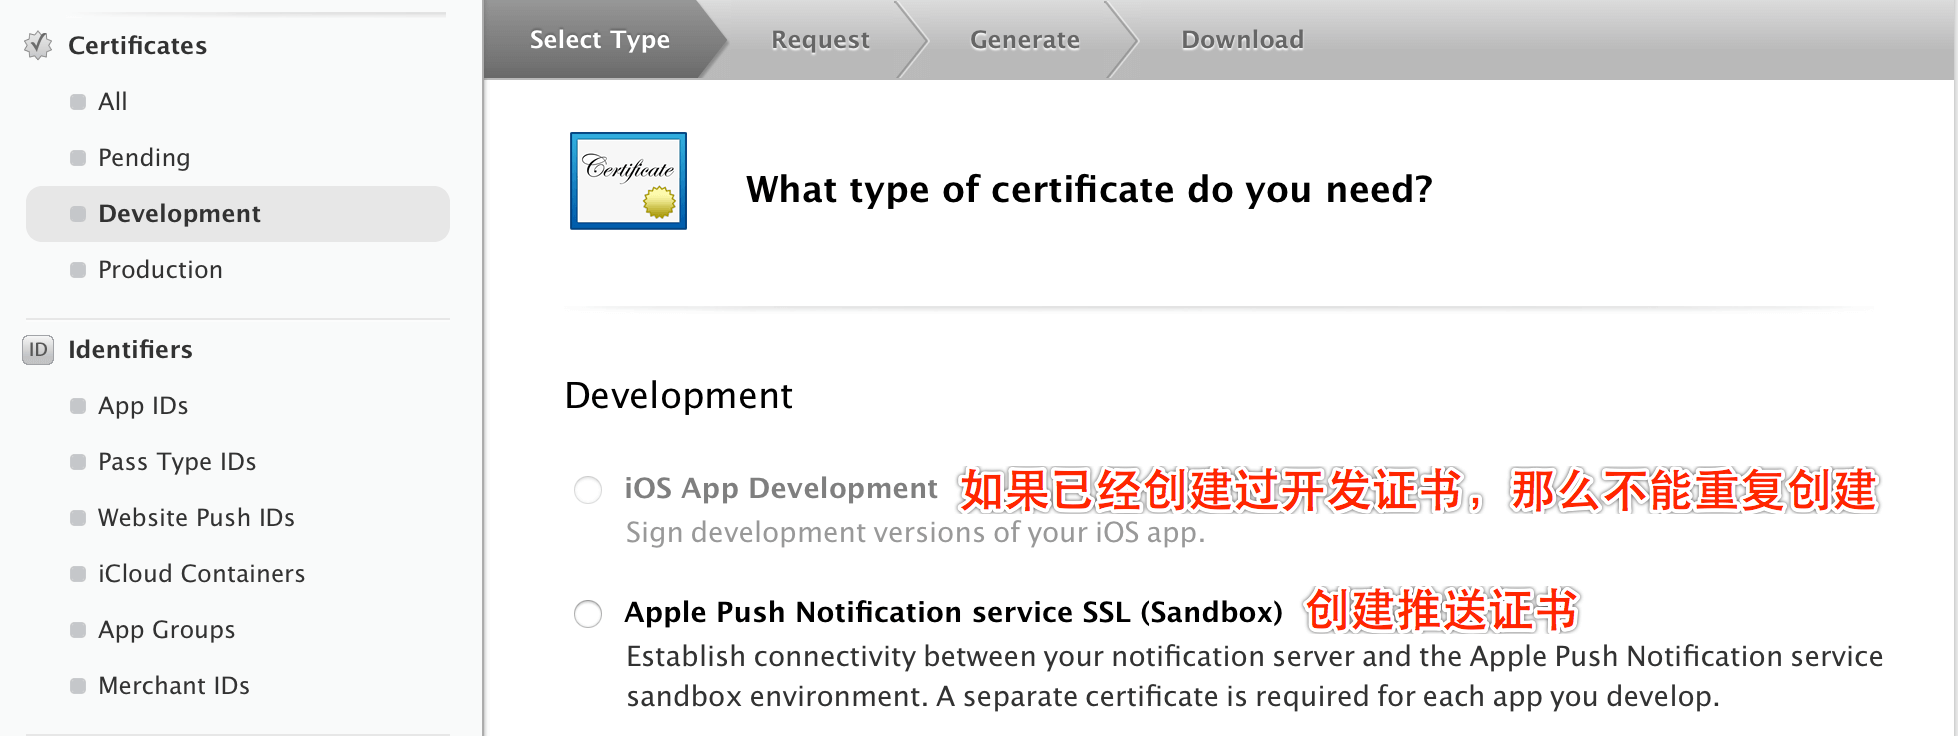 Certificates
All
Pending
Development
Production
ID
Identifiers
App IDs
Pass Type IDs
Website Push IDs
iCloud Containers
App Groups
Merchant IDs
Select Type
Request
Generate
Download
Certificate
What type of certificate do you need?
Development
iOS App Development 如果已经创建过开发证书，那么不能重复创建
Sign development versions of your iOS app.
Apple Push Notification service SSL (Sandbox) 创建推送证书
Establish connectivity between your notification server and the Apple Push Notification service
sandbox environment. A separate certificate is required for each app you develop.